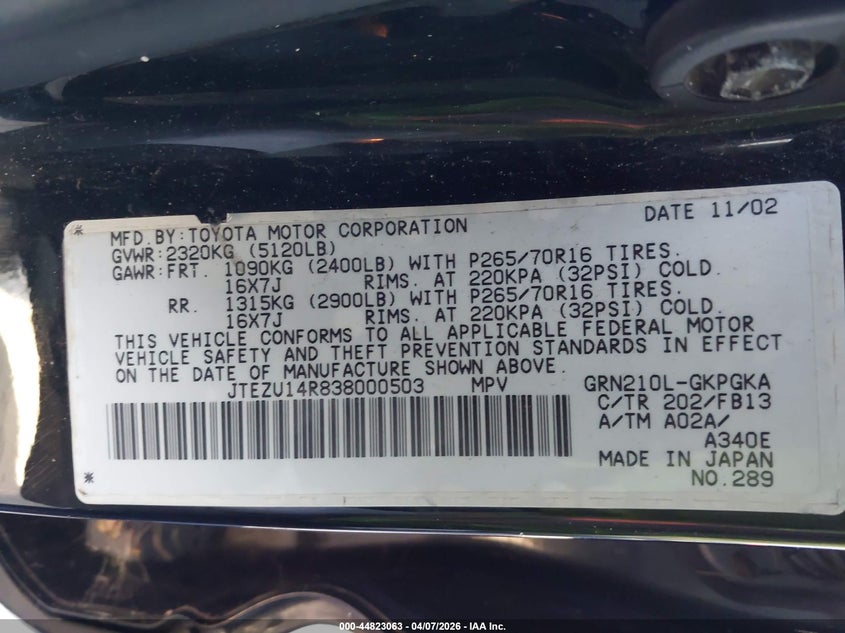 DATE 11/02
MFD.BY:TOYOTA MOTOR CORPORATION
GVWR:2320KG (5120LB)
GAWR:FRT. 1090KG (2400LB) WITH P265/70R16 TIRES.
16X7J RIMS. AT 220KPA (32PSI) COLD.
RR. 1315KG (2900LB) WITH P265/70R16 TIRES.
16X7J RIMS. AT 220KPA (32PSI) COLD.
THIS VEHICLE CONFORMS TO ALL APPLICABLE FEDERAL MOTOR
VEHICLE SAFETY AND THEFT PREVENTION STANDARDS IN EFFECT
ON THE DATE OF MANUFACTURE SHOWN ABOVE.
JTEZU14R838000503 MPV GRN210L-GKPGKA
C/TR 202/FB13
A/TM A02A/
A340E
MADE IN JAPAN
NO.289
000-44823063 - 04/07/2026 - IAA Inc.